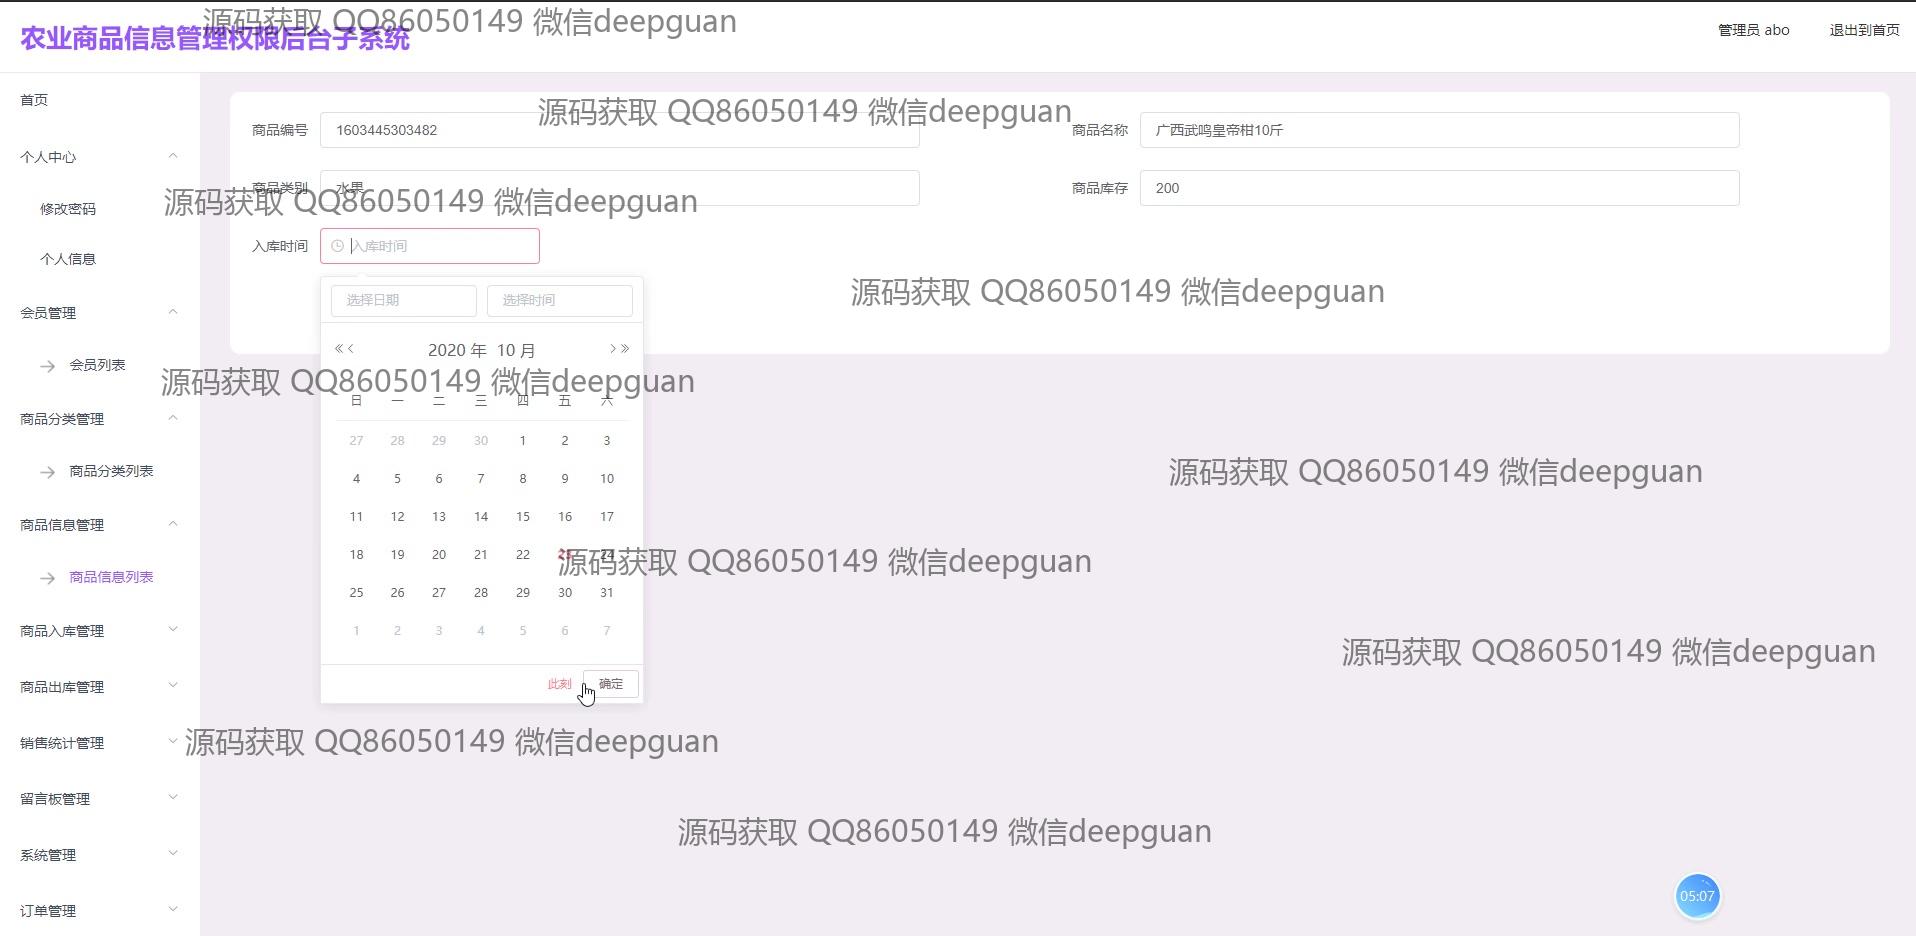 源码获取 QQ86050149 微信deepguan
农业商品信息管理权限后台子系统
管理员 abo
退出到首页
首页
个人中心
修改密码
个人信息
会员管理
会员列表
商品分类管理
商品分类列表
商品信息管理
商品信息列表
商品入库管理
商品出库管理
销售统计管理
留言板管理
系统管理
订单管理
源码获取 QQ86050149 微信deepguan
商品编号 1603445303482
商品名称 广西武鸣皇帝柑10斤
商品类别 水果
商品库存 200
源码获取 QQ86050149 微信deepguan
入库时间 入库时间
源码获取 QQ86050149 微信deepguan
选择日期 选择时间
2020 年 10 月
源码获取 QQ86050149 微信deepguan
日 一 二 三 四 五 六
27 28 29 30 1 2 3
4 5 6 7 8 9 10
11 12 13 14 15 16 17
18 19 20 21 22 23 24
25 26 27 28 29 30 31
1 2 3 4 5 6 7
此刻 确定
源码获取 QQ86050149 微信deepguan
源码获取 QQ86050149 微信deepguan
源码获取 QQ86050149 微信deepguan
源码获取 QQ86050149 微信deepguan
源码获取 QQ86050149 微信deepguan
05:07